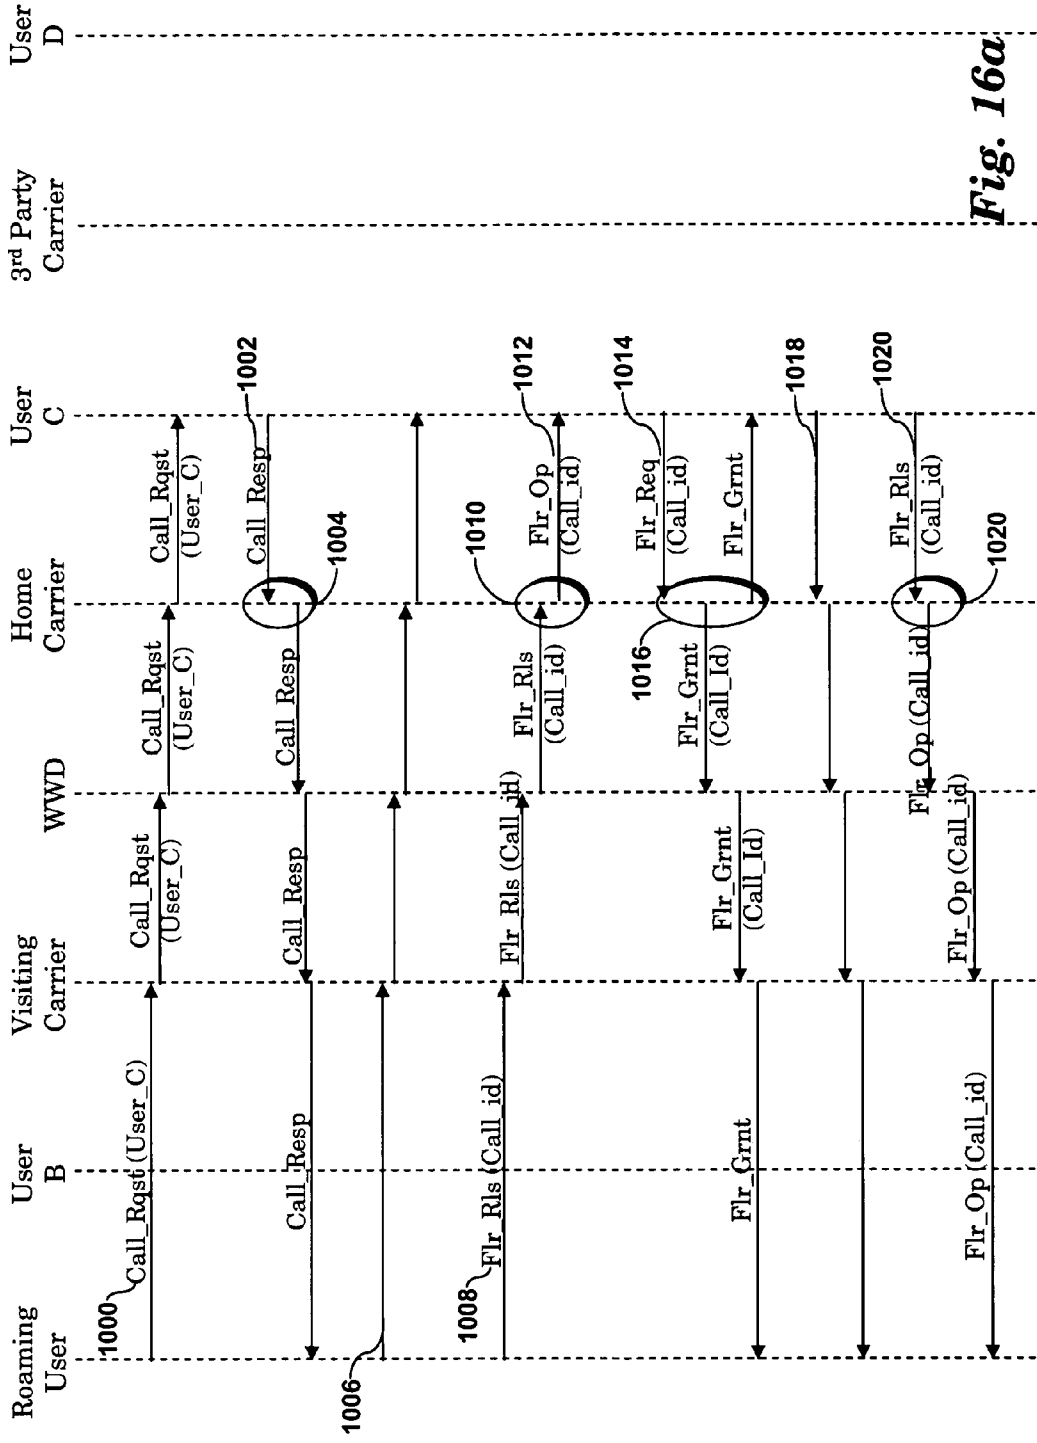 Roaming
User
User
B
Visiting
Carrier
WWD
Home
Carrier
User
C
3rd Party
Carrier
User
D
1000
Call_Rqst (User_C)
Call_Rqst
(User_C)
Call_Rqst
(User_C)
Call_Rqst
(User_C)
1002
Call_Resp
1004
Call_Resp
Call_Resp
Call_Resp
1006
1008
Flr_Rls (Call_id)
Flr_Rls (Call_id)
Flr_Rls
(Call_id)
1010
Flr_Op
(Call_id)
1012
Flr_Req
(Call_id)
1014
1016
Flr_Grnt
(Call_Id)
Flr_Grnt
Flr_Grnt
(Call_Id)
Flr_Grnt
1018
Flr_Rls
(Call_id)
1020
1020
Flr_Op (Call_id)
Flr_Op (Call_id)
Flr_Op (Call_id)
Fig. 16a